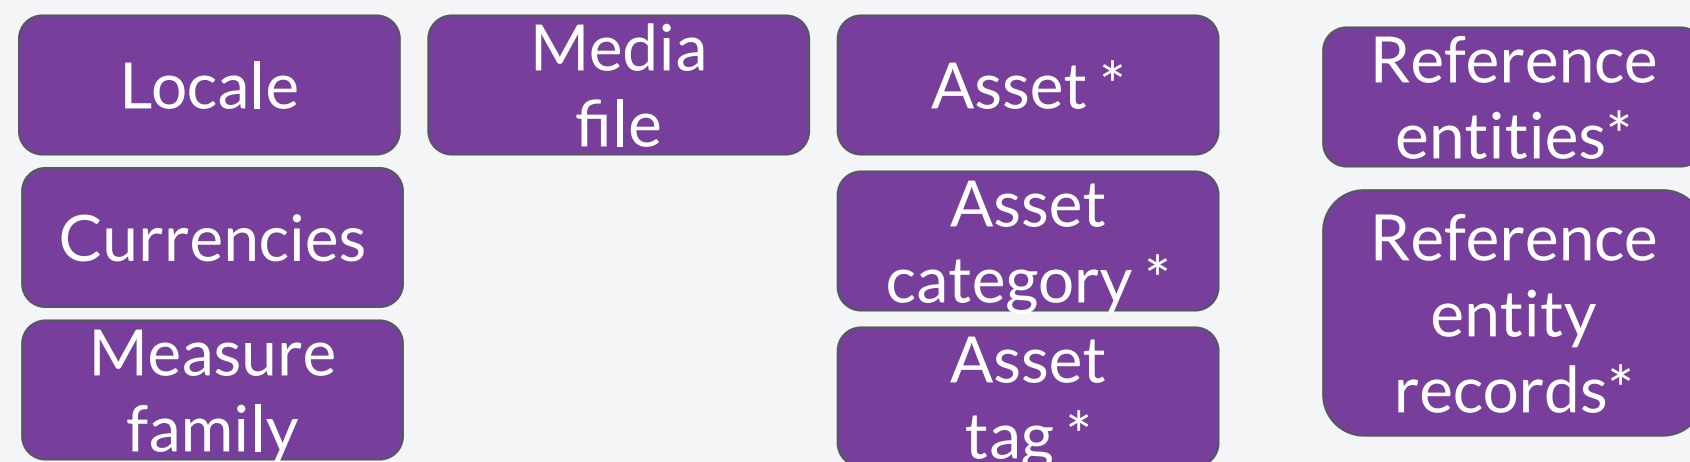 Locale
Currencies
Measure
family
Media
file
Asset *
Asset
category *
Asset
tag *
Reference
entities*
Reference
entity
records*